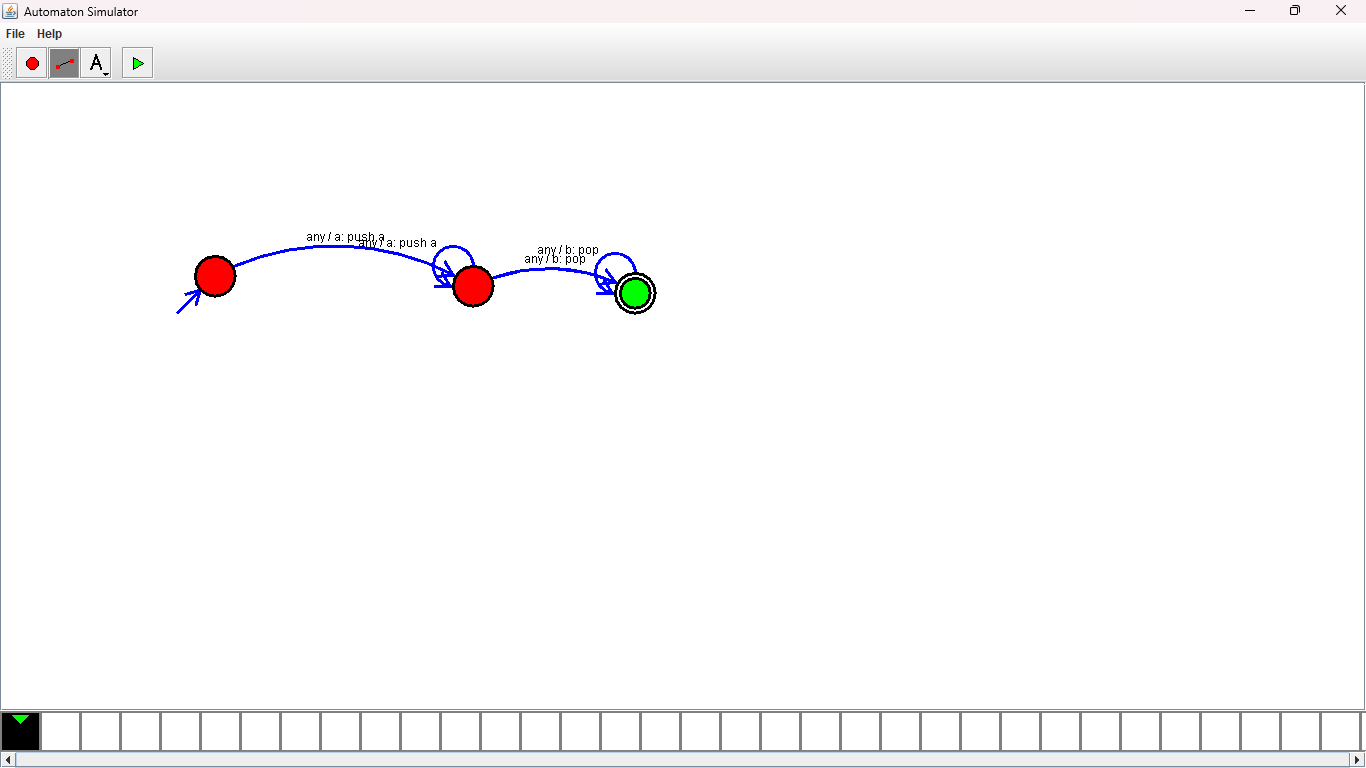 Automaton Simulator
File Help
A
any / a: push a
any / a: push a
any / b: pop
any / b: pop